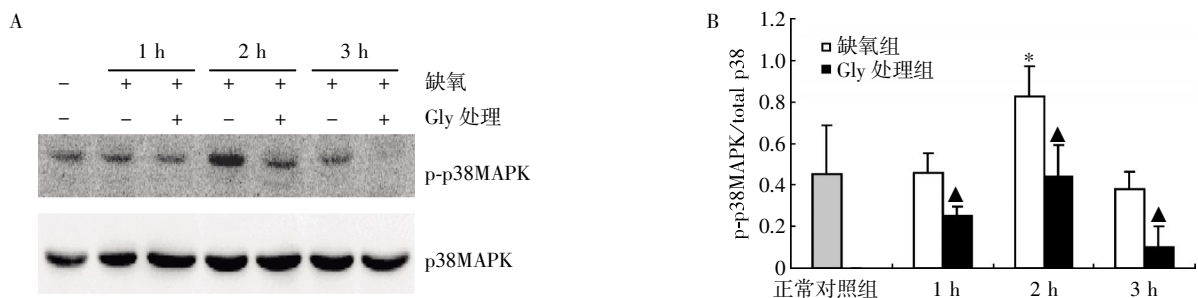 A
1 h 2 h 3 h
− + + + + + + 缺氧
− − + − + − + Gly 处理
p-p38MAPK
p38MAPK
B
p-p38MAPK/total p38
1.2
1.0
0.8
0.6
0.4
0.2
0
缺氧组
Gly 处理组
*
▲
▲
▲
正常对照组 1 h 2 h 3 h